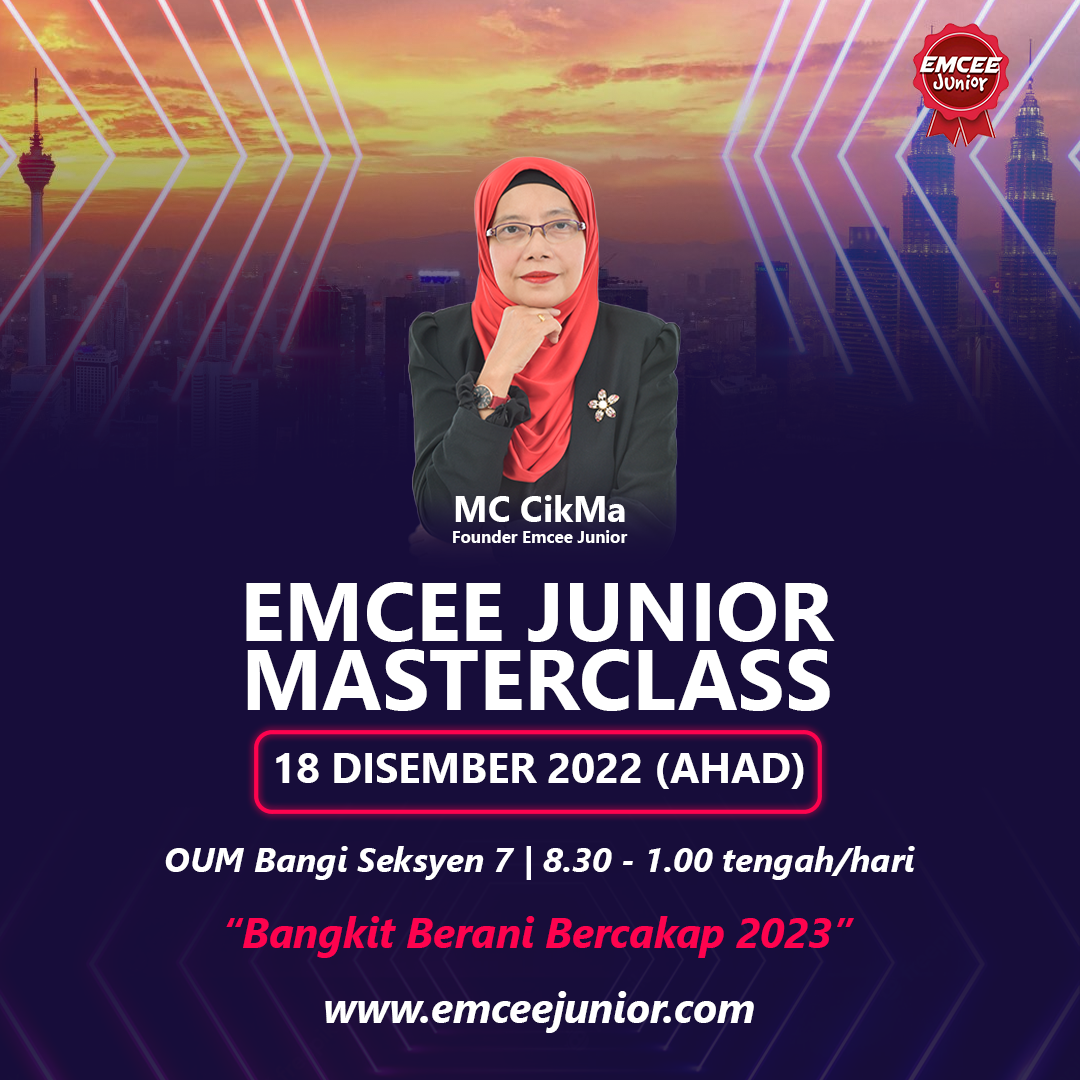 EMCEE
Junior
MC CikMa
Founder Emcee Junior
EMCEE JUNIOR
MASTERCLASS
18 DISEMBER 2022 (AHAD)
OUM Bangi Seksyen 7 | 8.30 - 1.00 tengah/hari
“Bangkit Berani Bercakap 2023”
www.emceejunior.com